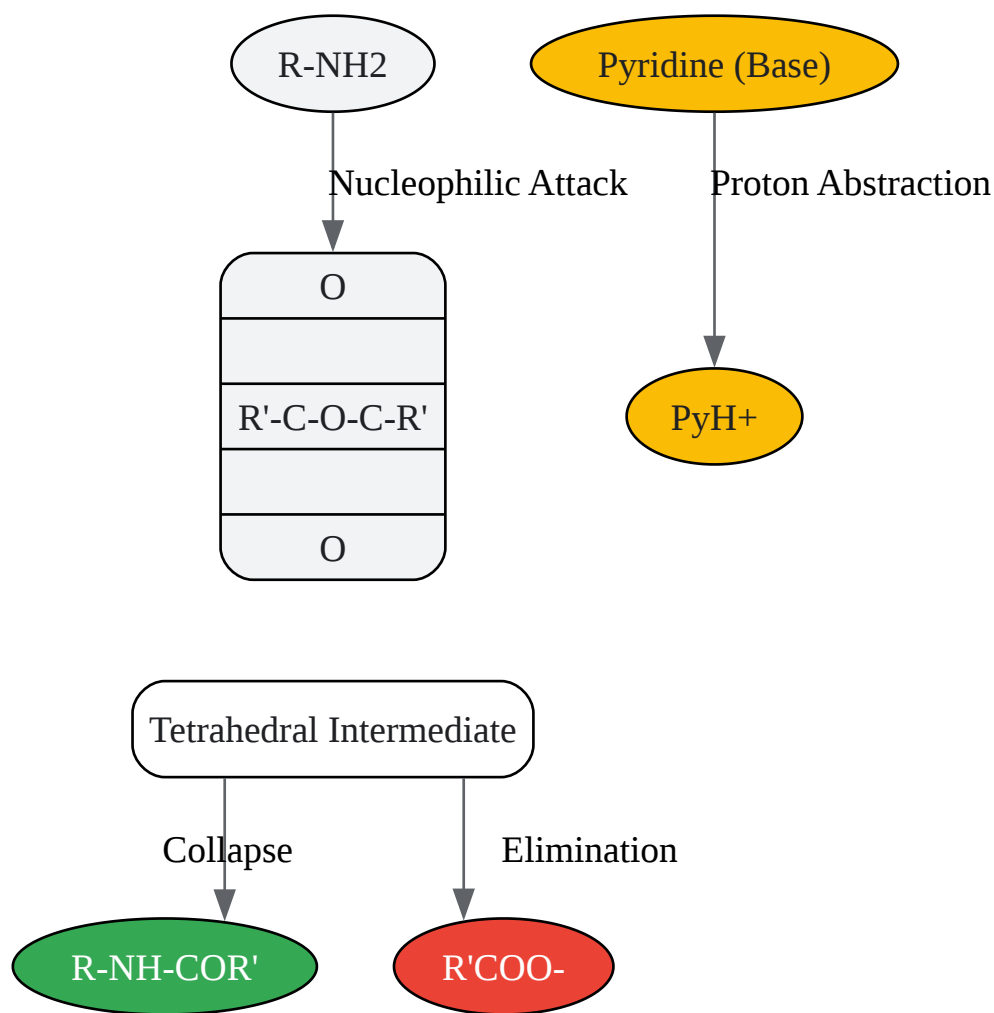 R-NH2
Pyridine (Base)
Nucleophilic Attack
Proton Abstraction
O
R'-C-O-C-R'
O
PyH+
Tetrahedral Intermediate
Collapse
Elimination
R-NH-COR'
R'COO-